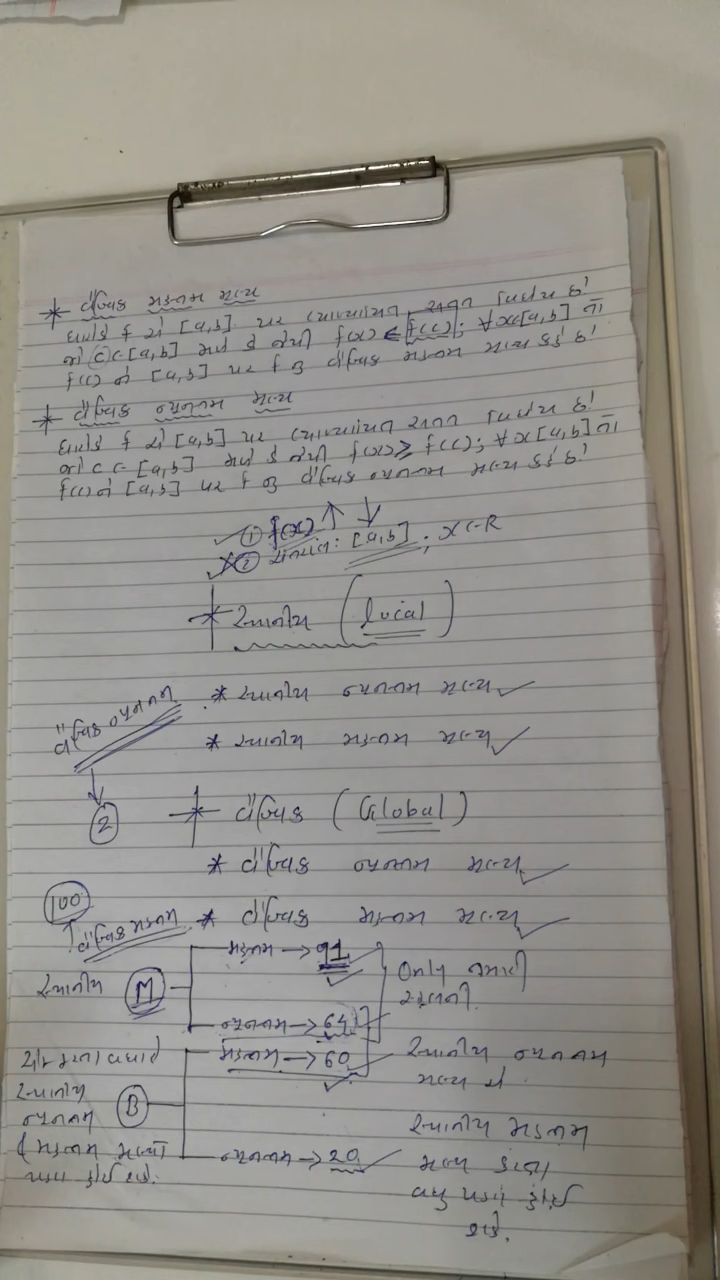 * વૈશ્વિક મહત્તમ મૂલ્ય
ધારોકે f એ [a,b] પર વ્યાખ્યાયિત સતત વિધેય છે!
જો c ∈ [a,b] મળે કે જેથી f(x) ≤ f(c); ∀x∈[a,b] તો
f(c) ને [a,b] પર f નું વૈશ્વિક મહત્તમ મૂલ્ય કહે છે!
* વૈશ્વિક ન્યૂનતમ મૂલ્ય
ધારોકે f એ [a,b] પર વ્યાખ્યાયિત સતત વિધેય છે!
જો c ∈ [a,b] મળે કે જેથી f(x) ≥ f(c); ∀x[a,b] તો
f(c) ને [a,b] પર f નું વૈશ્વિક ન્યૂનતમ મૂલ્ય કહે છે!
① f(x) ↑ ↓
② [a,b] ; x ∈ R
* સ્થાનીય (local)
* સ્થાનીય ન્યૂનતમ મૂલ્ય ✓
વૈશ્વિક ન્યૂનતમ
* સ્થાનીય મહત્તમ મૂલ્ય ✓
② * વૈશ્વિક (Global)
* વૈશ્વિક ન્યૂનતમ મૂલ્ય ✓
100
વૈશ્વિક મહત્તમ
* વૈશ્વિક મહત્તમ મૂલ્ય ✓
મહત્તમ → 91
સ્થાનીય M
Only
ન્યૂનતમ → 64
મહત્તમ → 60
સ્થાનીય ન્યૂનતમ
મૂલ્ય એ
સ્થાનીય
ન્યૂનતમ B
મહત્તમ
ન્યૂનતમ → 20
સ્થાનીય મહત્તમ
મૂલ્ય કરતા
વધુ પણ હોઈ
શકે.